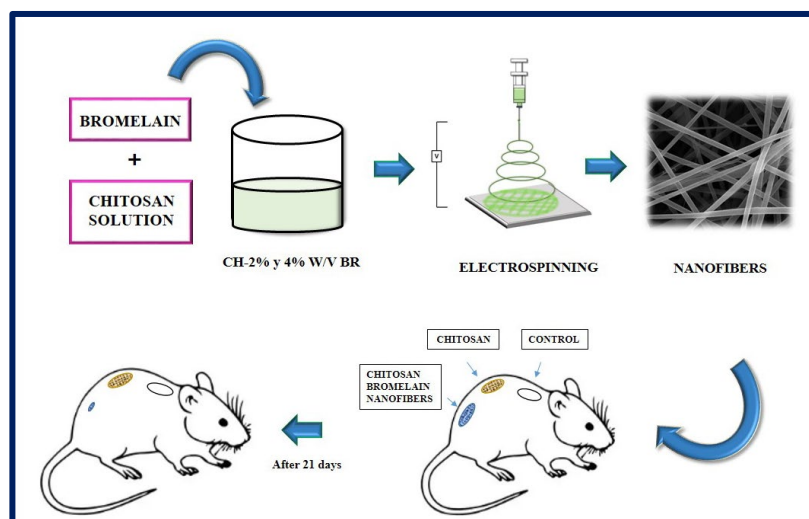 BROMELAIN
+
CHITOSAN
SOLUTION
CH-2% y 4% W/V BR
V
ELECTROSPINNING
NANOFIBERS
CHITOSAN
CONTROL
CHITOSAN
BROMELAIN
NANOFIBERS
After 21 days